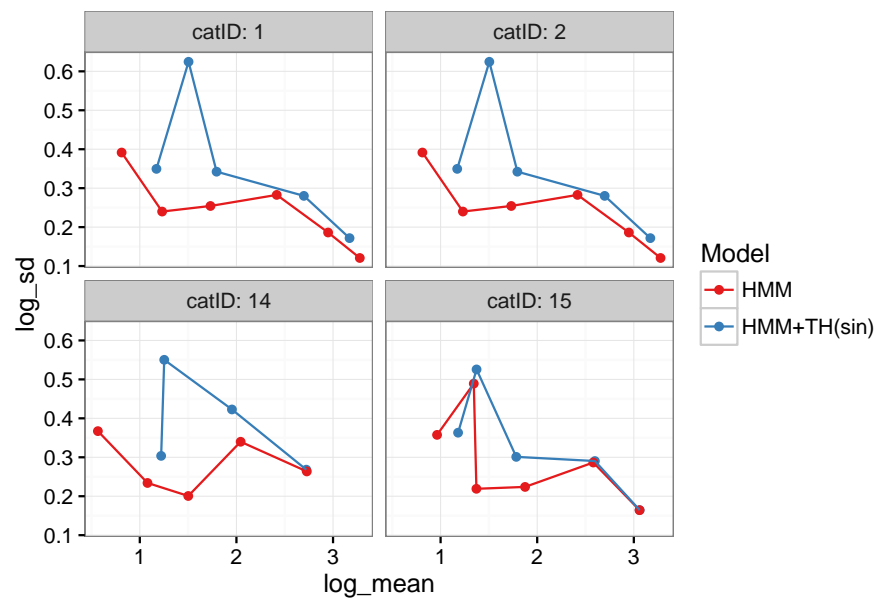 catID: 1
catID: 2
0.6
0.5
0.4
0.3
0.2
0.1
catID: 14
catID: 15
0.6
0.5
0.4
0.3
0.2
0.1
1
2
3
1
2
3
log_mean
log_sd
Model
HMM
HMM+TH(sin)